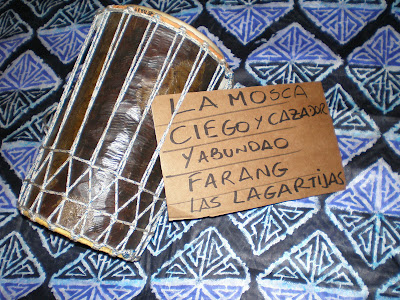 LA MOSCA
CIEGO Y CAZADOR
YABUNDAO
FARANG
LAS LAGARTIJAS